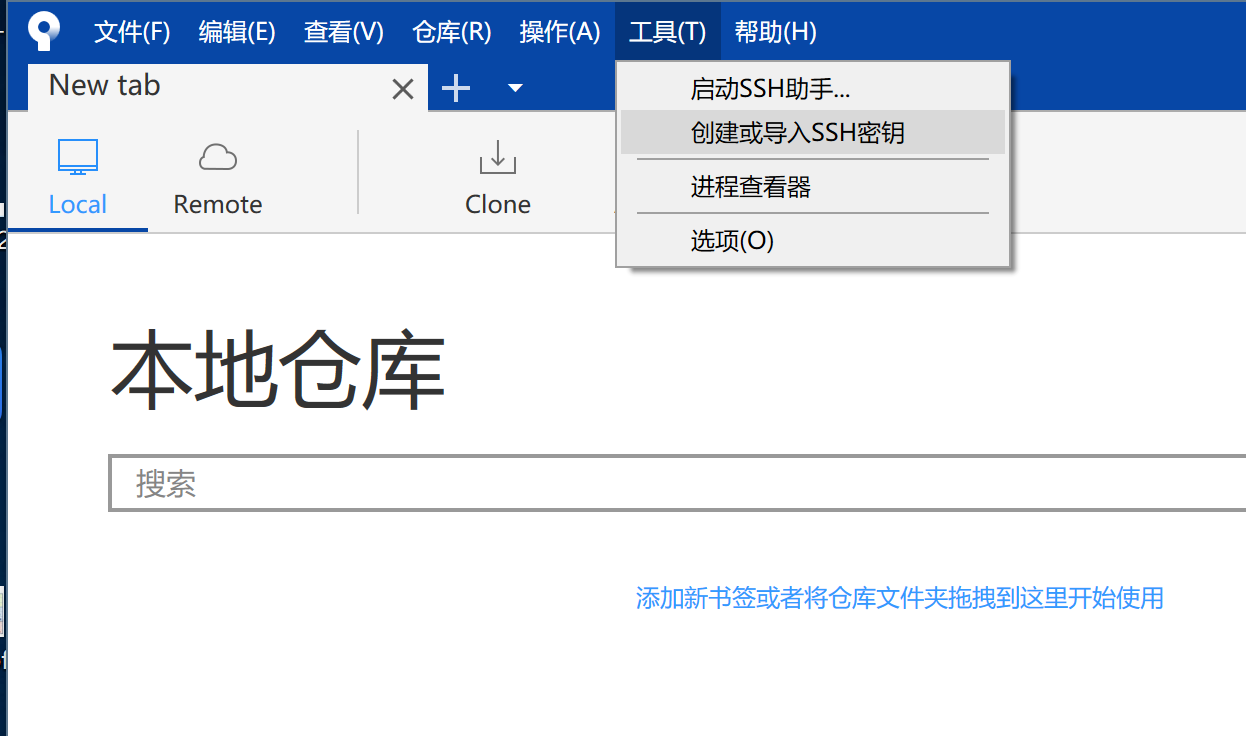 文件(F) 编辑(E) 查看(V) 仓库(R) 操作(A) 工具(T) 帮助(H)
New tab
启动SSH助手...
创建或导入SSH密钥
进程查看器
选项(O)
Local Remote Clone
本地仓库
搜索
添加新书签或者将仓库文件夹拖拽到这里开始使用